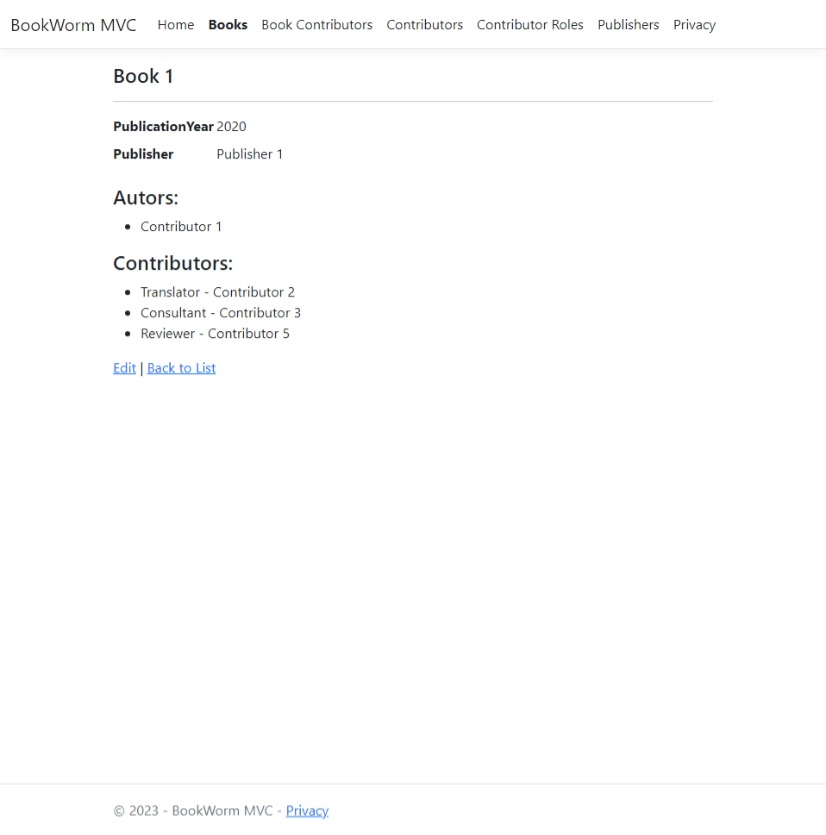 BookWorm MVC Home Books Book Contributors Contributors Contributor Roles Publishers Privacy
Book 1
PublicationYear 2020
Publisher Publisher 1
Autors:
Contributor 1
Contributors:
Translator - Contributor 2
Consultant - Contributor 3
Reviewer - Contributor 5
Edit | Back to List
© 2023 - BookWorm MVC - Privacy